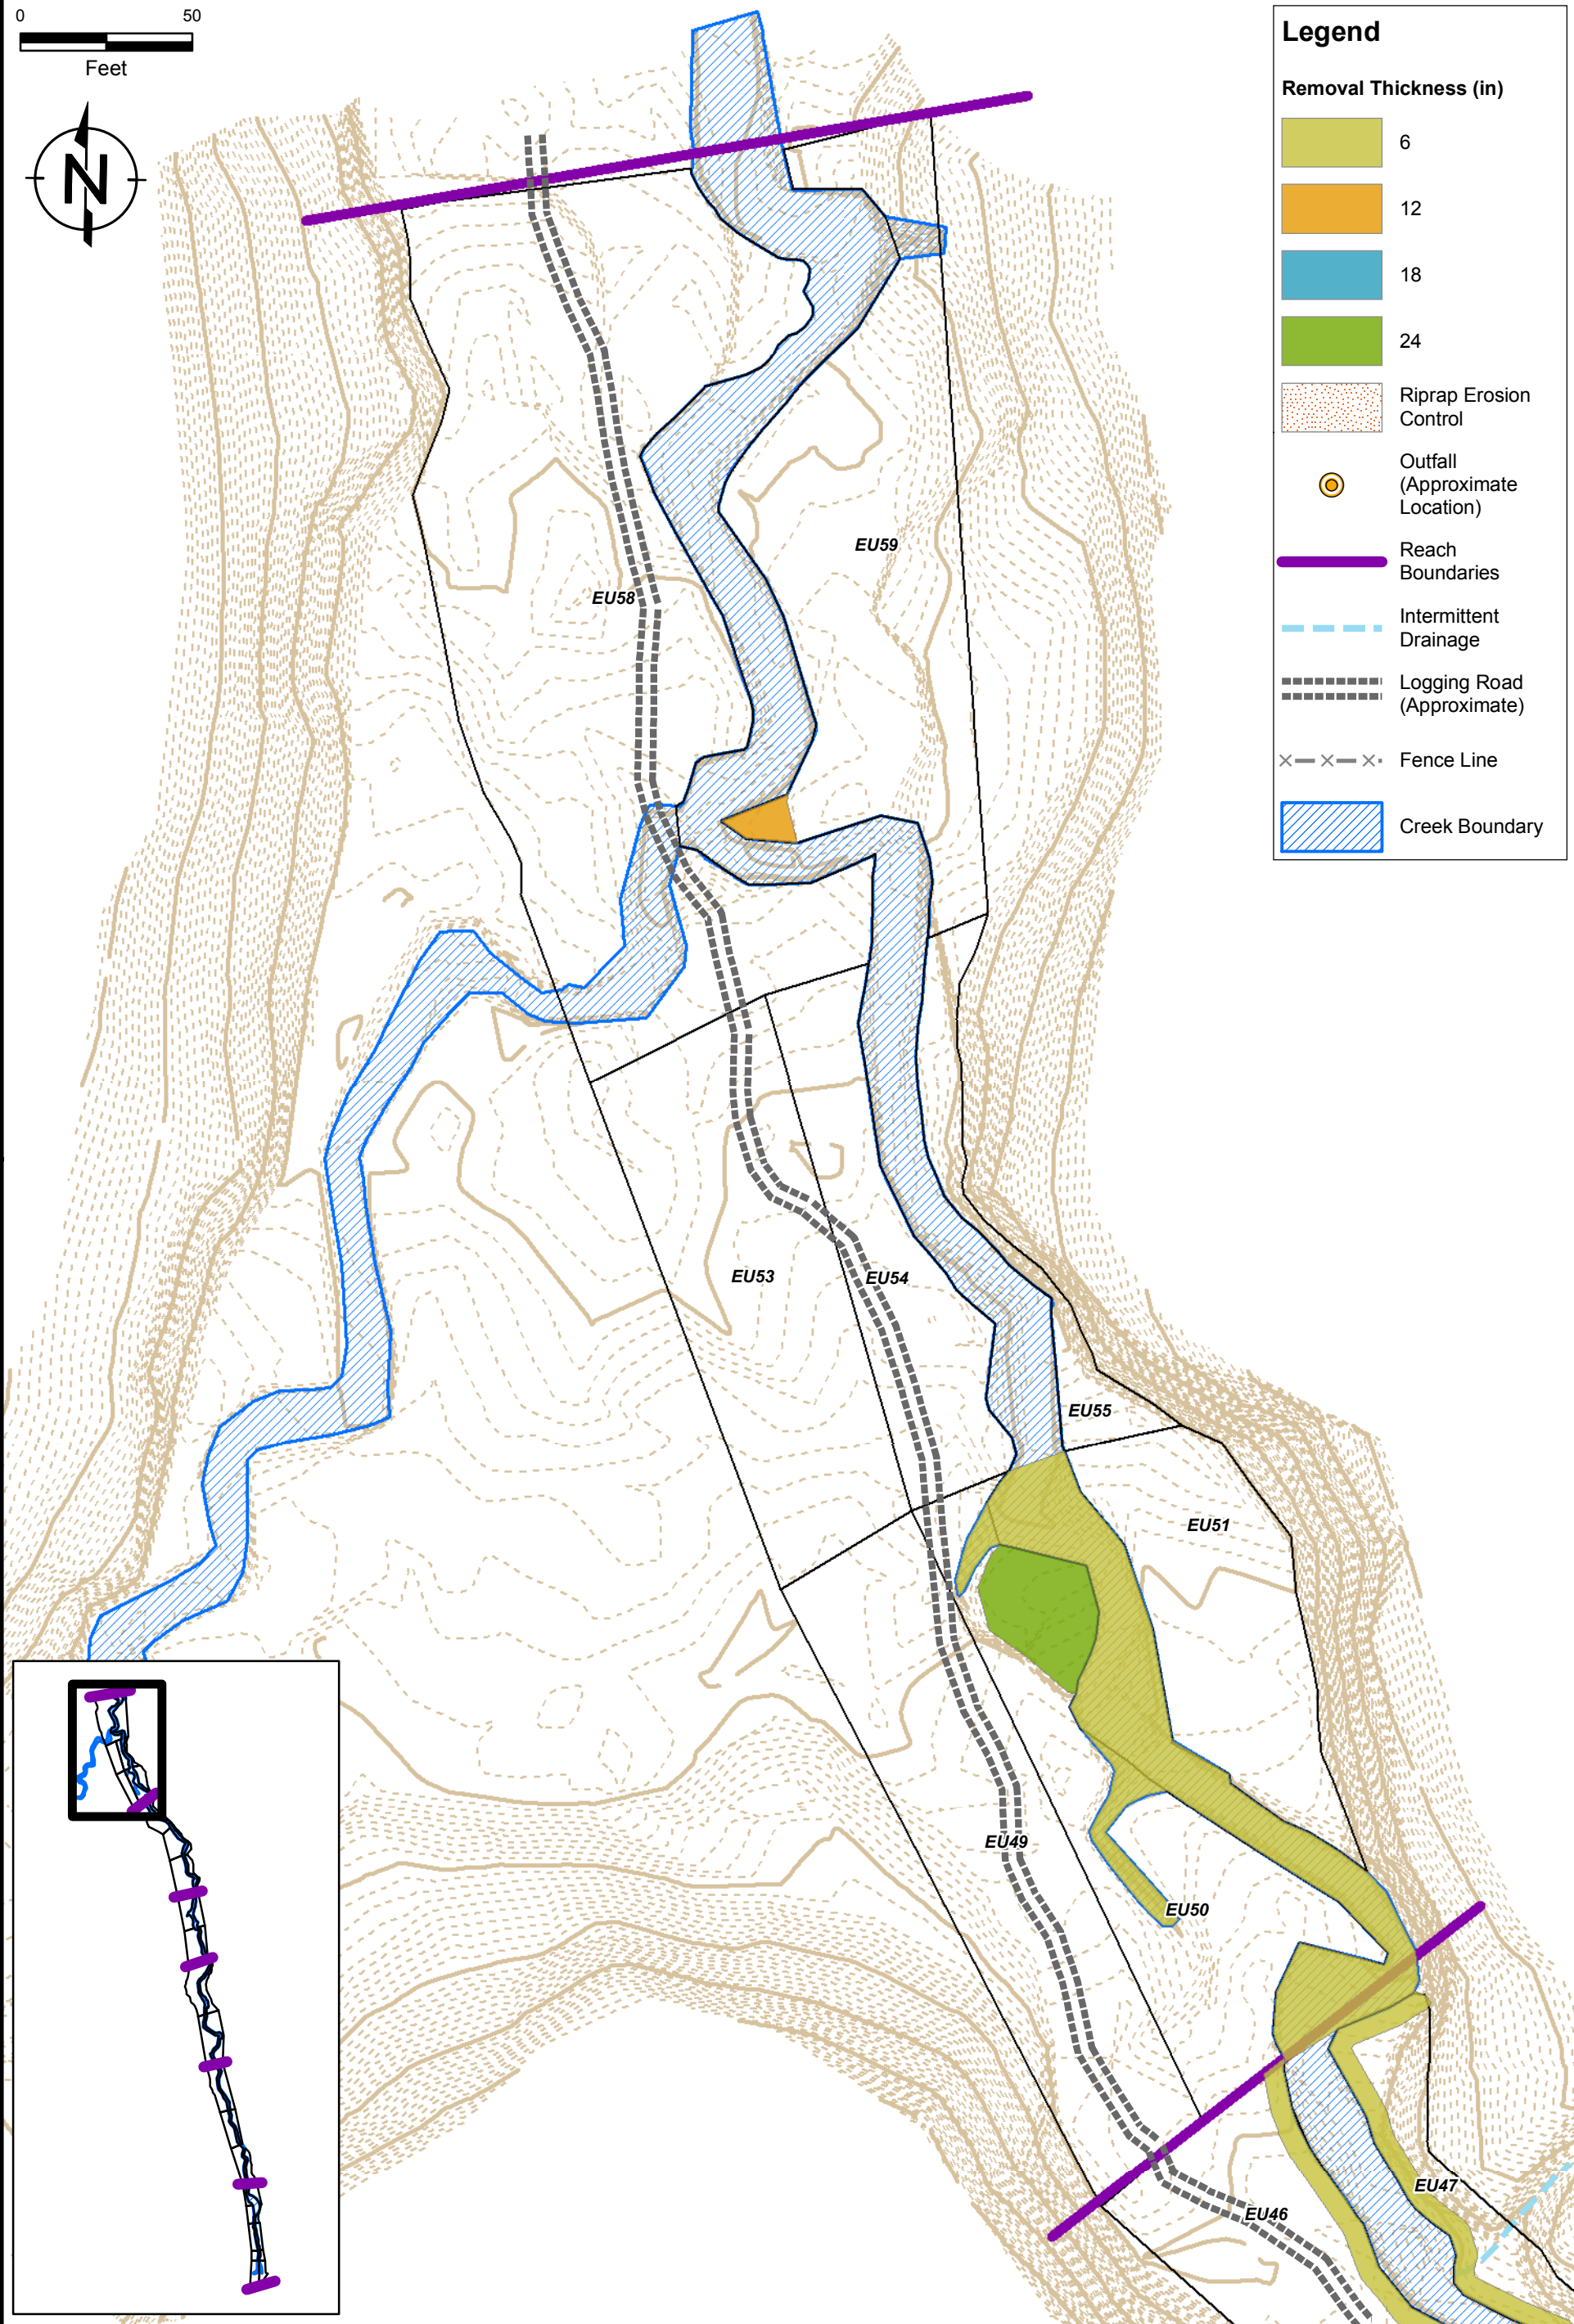 0 50
Feet
N
Legend
Removal Thickness (in)
6
12
18
24
Riprap Erosion
Control
Outfall
(Approximate
Location)
Reach
Boundaries
Intermittent
Drainage
Logging Road
(Approximate)
Fence Line
Creek Boundary
EU59
EU58
EU53
EU54
EU55
EU51
EU49
EU50
EU47
EU46